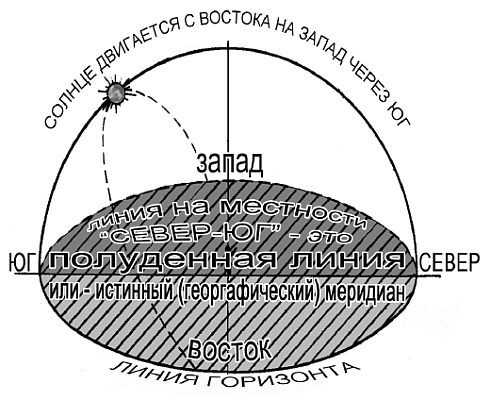 СОЛНЦЕ ДВИГАЕТСЯ С ВОСТОКА НА ЗАПАД ЧЕРЕЗ ЮГ
ЗАПАД
ЛИНИЯ НА МЕСТНОСТИ
"СЕВЕР-ЮГ" - ЭТО
ЮГ ПОЛУДЕННАЯ ЛИНИЯ СЕВЕР
или - истинный (георгафический) меридиан
ВОСТОК
ЛИНИЯ ГОРИЗОНТА